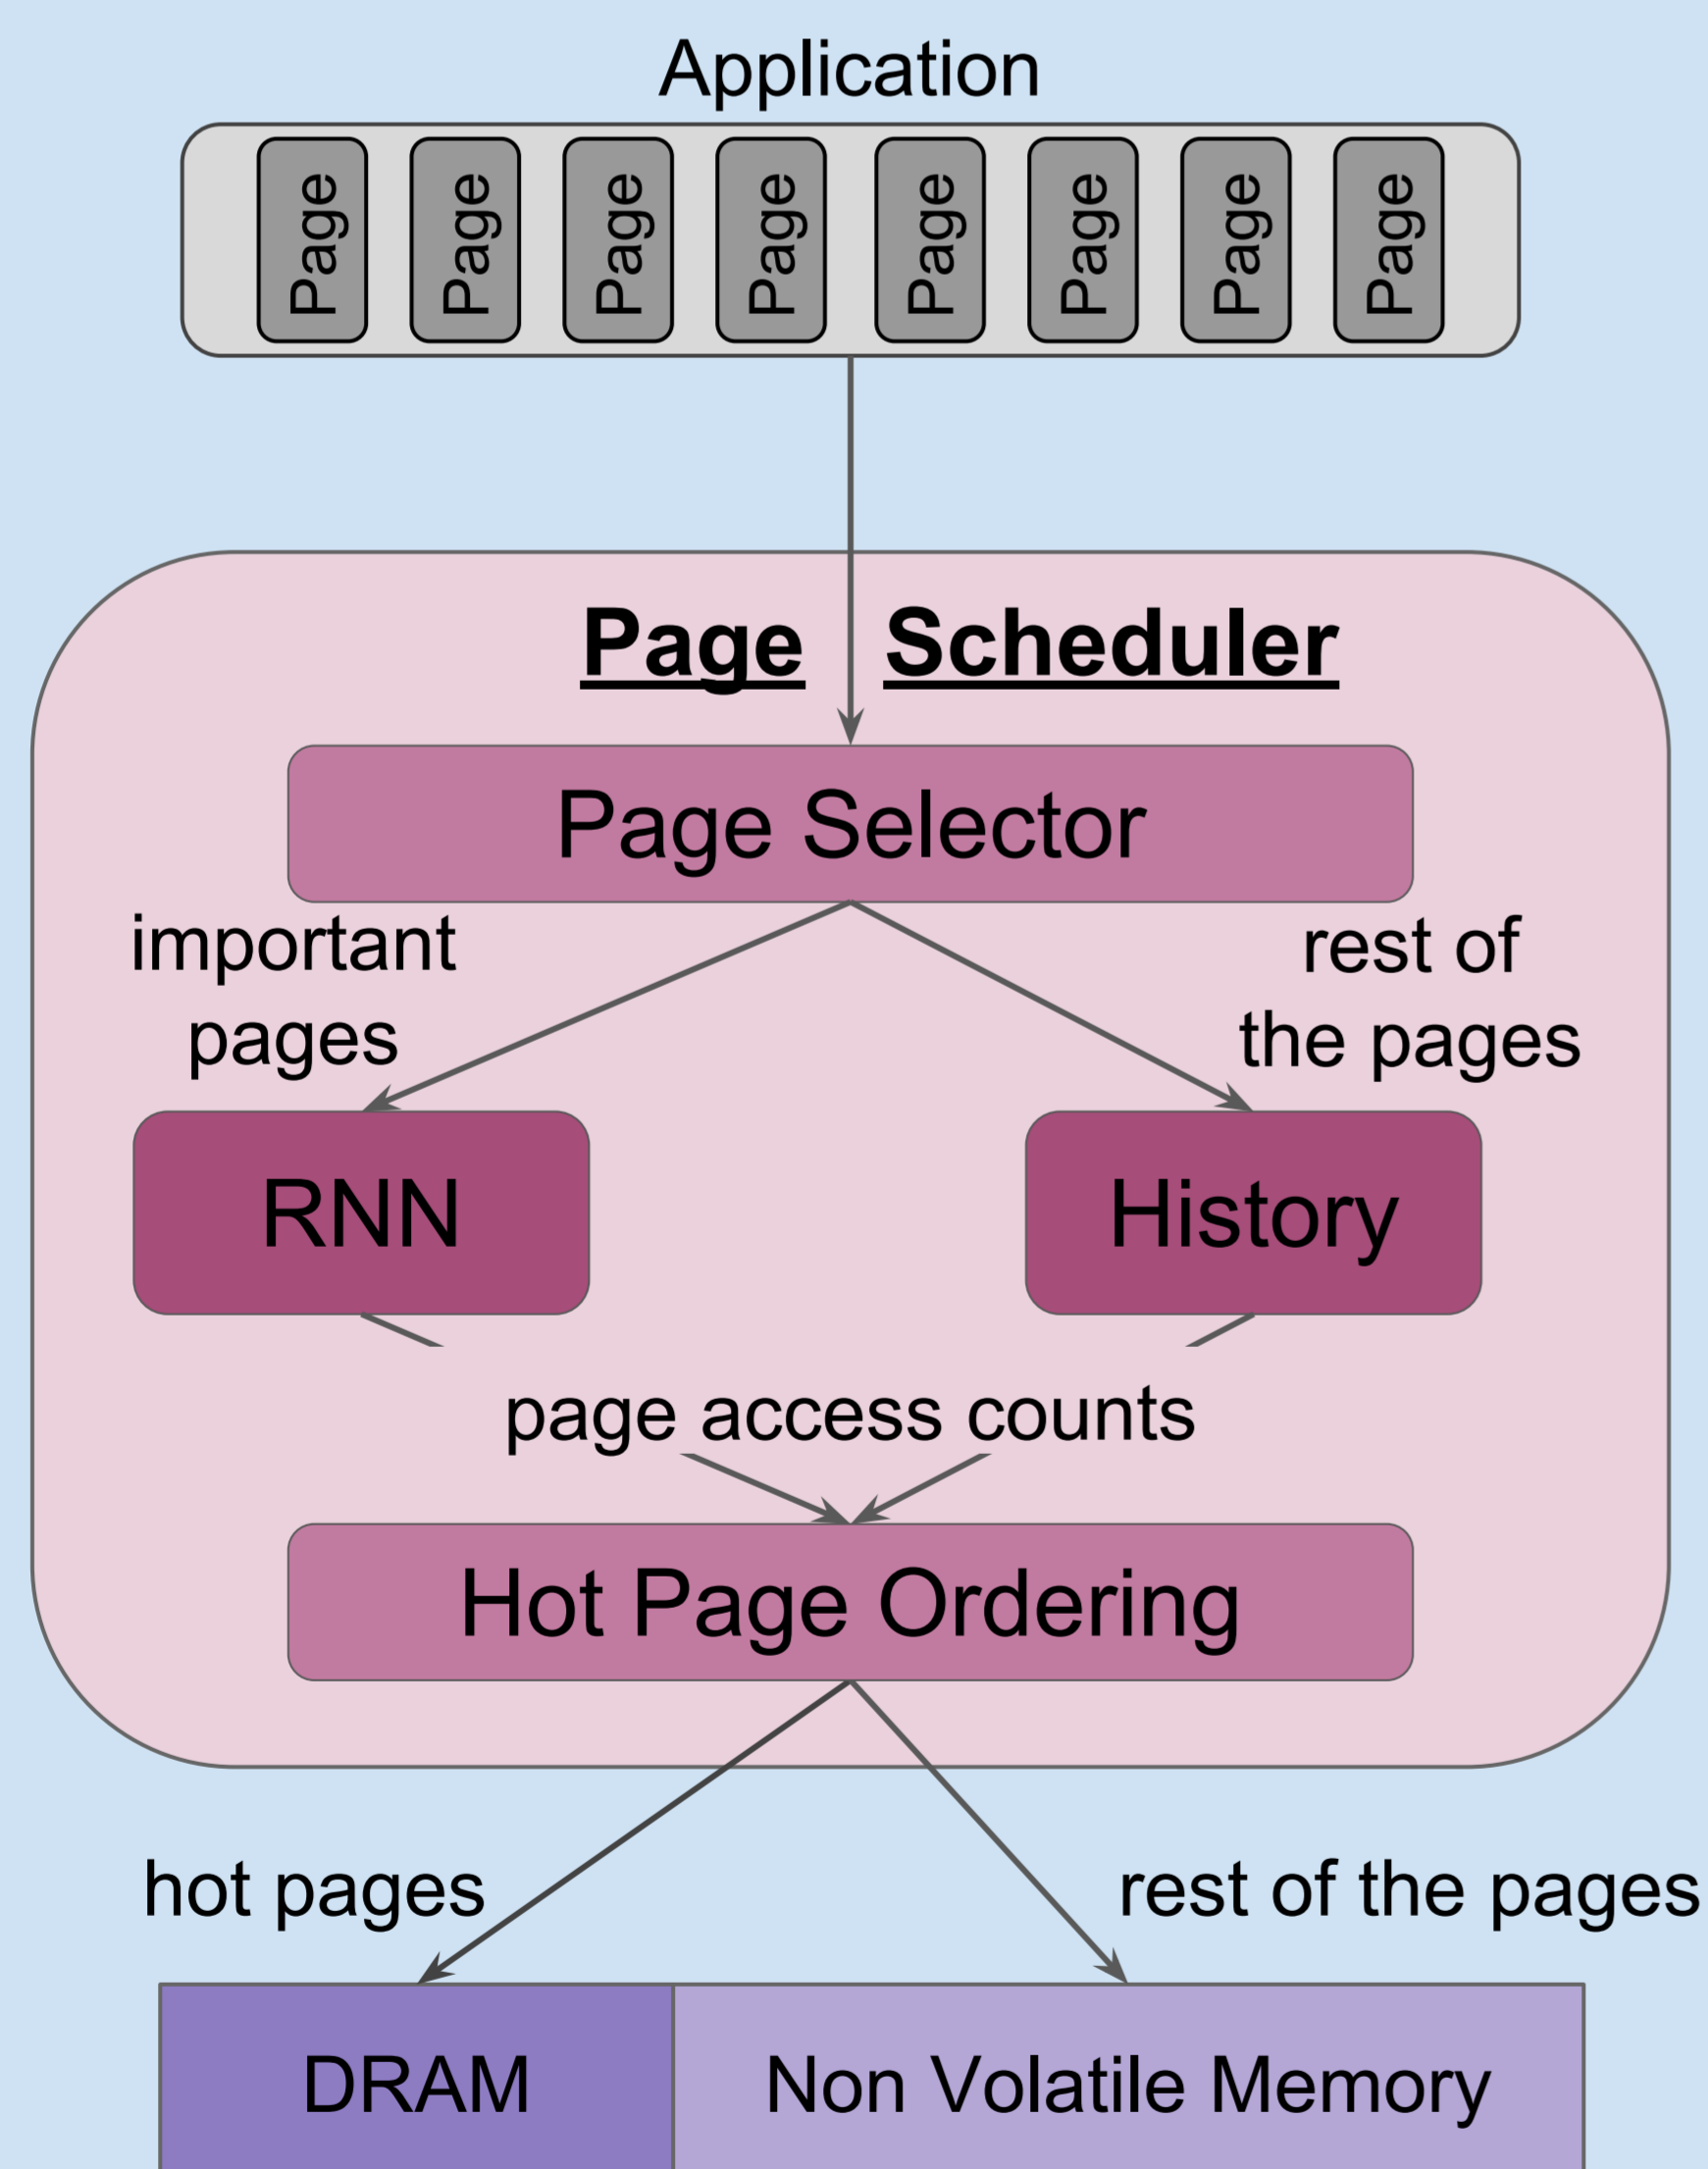 Application
Page Page Page Page Page Page Page Page
Page Scheduler
Page Selector
important
pages
rest of
the pages
RNN
History
page access counts
Hot Page Ordering
hot pages
rest of the pages
DRAM
Non Volatile Memory